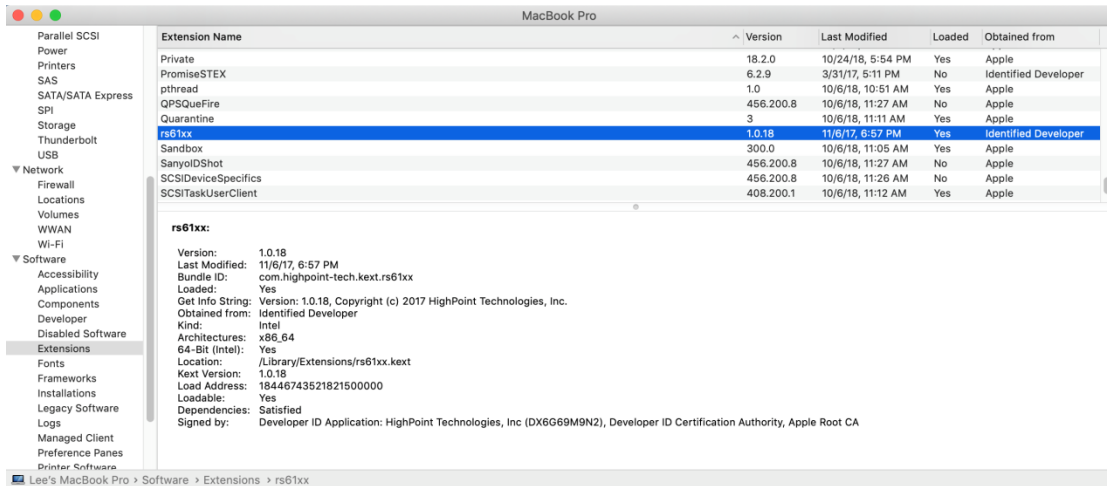 MacBook Pro
Parallel SCSI
Power
Printers
SAS
SATA/SATA Express
SPI
Storage
Thunderbolt
USB
Network
Firewall
Locations
Volumes
WWAN
Wi-Fi
Software
Accessibility
Applications
Components
Developer
Disabled Software
Extensions
Fonts
Frameworks
Installations
Legacy Software
Logs
Managed Client
Preference Panes
Printer Software
Extension Name Version Last Modified Loaded Obtained from
Private 18.2.0 10/24/18, 5:54 PM Yes Apple
PromiseSTEX 6.2.9 3/31/17, 5:11 PM No Identified Developer
pthread 1.0 10/6/18, 10:51 AM Yes Apple
QPSQueFire 456.200.8 10/6/18, 11:27 AM No Apple
Quarantine 3 10/6/18, 11:11 AM Yes Apple
rs61xx 1.0.18 11/6/17, 6:57 PM Yes Identified Developer
Sandbox 300.0 10/6/18, 11:05 AM Yes Apple
SanyoIDShot 456.200.8 10/6/18, 11:27 AM No Apple
SCSIDeviceSpecifics 456.200.8 10/6/18, 11:26 AM No Apple
SCSITaskUserClient 408.200.1 10/6/18, 11:12 AM Yes Apple
rs61xx:
Version: 1.0.18
Last Modified: 11/6/17, 6:57 PM
Bundle ID: com.highpoint-tech.kext.rs61xx
Loaded: Yes
Get Info String: Version: 1.0.18, Copyright (c) 2017 HighPoint Technologies, Inc.
Obtained from: Identified Developer
Kind: Intel
Architectures: x86_64
64-Bit (Intel): Yes
Location: /Library/Extensions/rs61xx.kext
Kext Version: 1.0.18
Load Address: 18446743521821500000
Loadable: Yes
Dependencies: Satisfied
Signed by: Developer ID Application: HighPoint Technologies, Inc (DX6G69M9N2), Developer ID Certification Authority, Apple Root CA
Lee's MacBook Pro › Software › Extensions › rs61xx